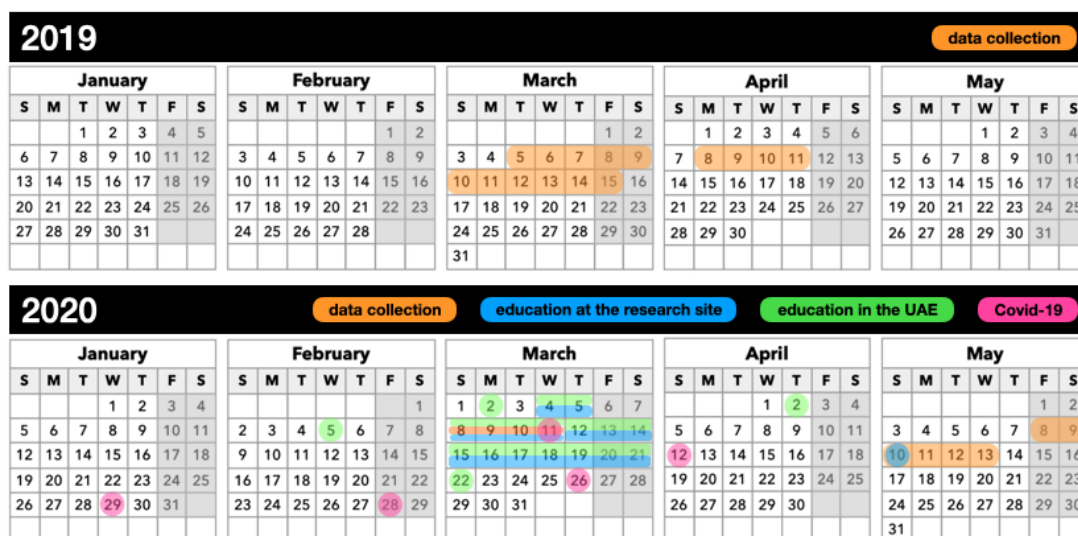 2019 data collection
January February March April May
S M T W T F S S M T W T F S S M T W T F S S M T W T F S S M T W T F S
1 2 3 4 5 1 2 1 2 1 2 3 4 5 6 1 2 3 4
6 7 8 9 10 11 12 3 4 5 6 7 8 9 3 4 5 6 7 8 9 7 8 9 10 11 12 13 5 6 7 8 9 10 11
13 14 15 16 17 18 19 10 11 12 13 14 15 16 10 11 12 13 14 15 16 14 15 16 17 18 19 20 12 13 14 15 16 17 18
20 21 22 23 24 25 26 17 18 19 20 21 22 23 17 18 19 20 21 22 23 21 22 23 24 25 26 27 19 20 21 22 23 24 25
27 28 29 30 31 24 25 26 27 28 24 25 26 27 28 29 30 28 29 30 26 27 28 29 30 31
31
2020 data collection education at the research site education in the UAE Covid-19
January February March April May
S M T W T F S S M T W T F S S M T W T F S S M T W T F S S M T W T F S
1 2 3 4 1 1 2 3 4 5 6 7 1 2 3 4 1 2
5 6 7 8 9 10 11 2 3 4 5 6 7 8 8 9 10 11 12 13 14 5 6 7 8 9 10 11 3 4 5 6 7 8 9
12 13 14 15 16 17 18 9 10 11 12 13 14 15 15 16 17 18 19 20 21 12 13 14 15 16 17 18 10 11 12 13 14 15 16
19 20 21 22 23 24 25 16 17 18 19 20 21 22 22 23 24 25 26 27 28 19 20 21 22 23 24 25 17 18 19 20 21 22 23
26 27 28 29 30 31 23 24 25 26 27 28 29 29 30 31 26 27 28 29 30 24 25 26 27 28 29 30
31